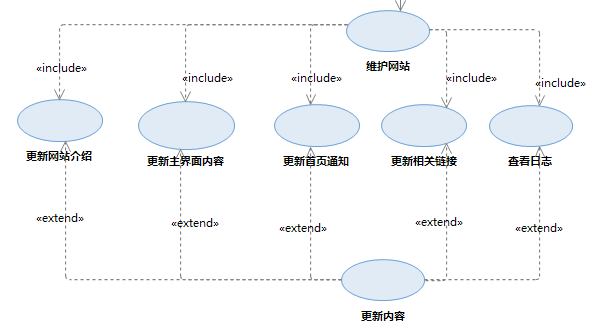 维护网站
«include»
«include»
«include»
«include»
«include»
更新网站介绍
更新主界面内容
更新首页通知
更新相关链接
查看日志
«extend»
«extend»
«extend»
«extend»
«extend»
更新内容